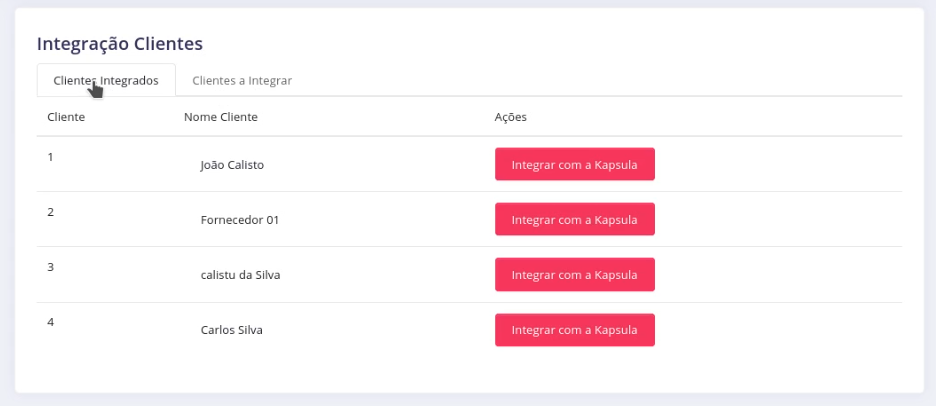 Integração Clientes
Clientes Integrados Clientes a Integrar
Cliente Nome Cliente Ações
1 João Calisto Integrar com a Kapsula
2 Fornecedor 01 Integrar com a Kapsula
3 calistu da Silva Integrar com a Kapsula
4 Carlos Silva Integrar com a Kapsula